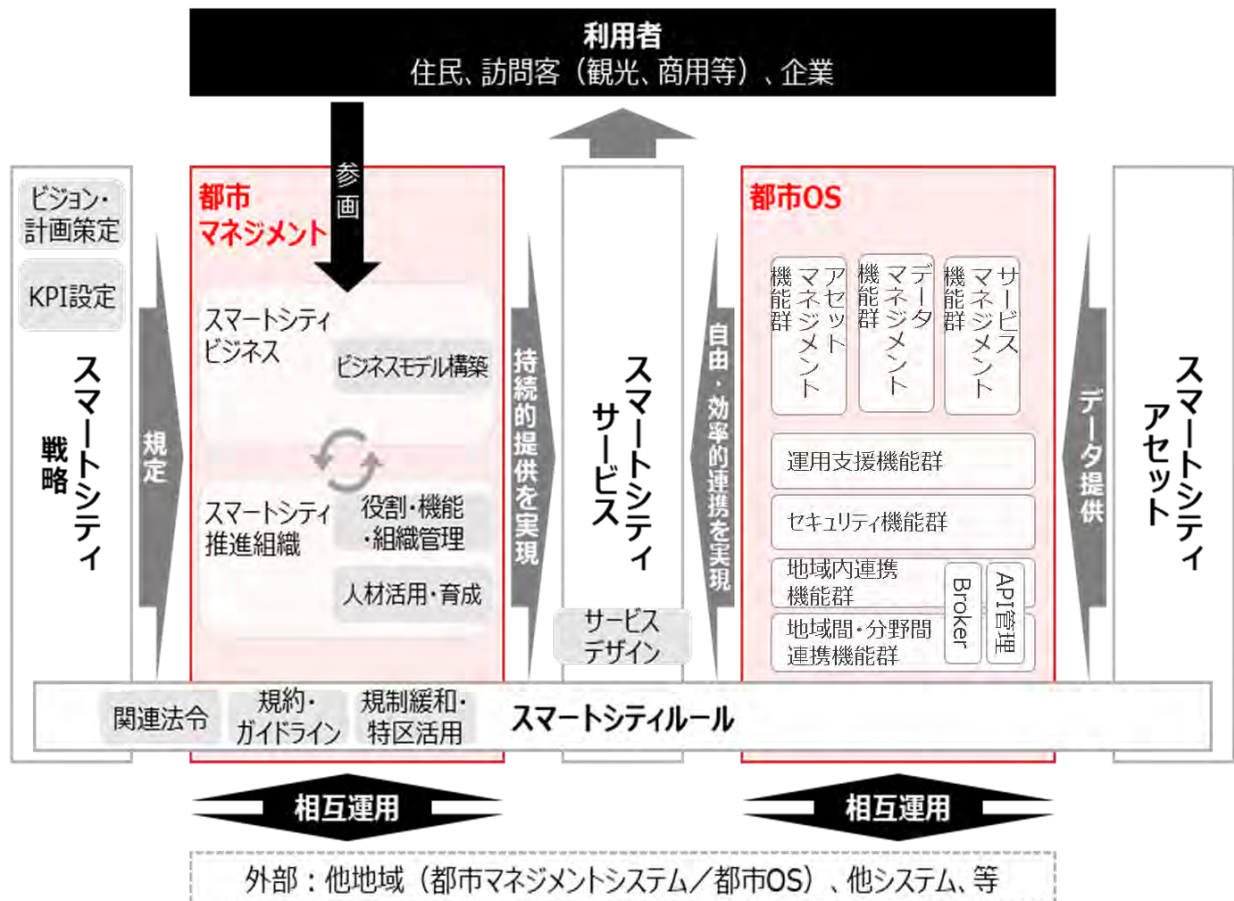 利用者
住民、訪問客（観光、商用等）、企業
参画
ビジョン・
計画策定
KPI設定
スマートシティ
戦略
規定
都市
マネジメント
スマートシティ
ビジネス
ビジネスモデル構築
スマートシティ
推進組織
役割・機能
・組織管理
人材活用・育成
持続的提供を実現
スマートシティ
サービス
サービス
デザイン
自由・効率的連携を実現
都市OS
アセット
マネジメント
機能群
データ
マネジメント
機能群
サービス
マネジメント
機能群
運用支援機能群
セキュリティ機能群
地域内連携
機能群
地域間・分野間
連携機能群
Broker
API管理
データ提供
スマートシティ
アセット
関連法令
規約・
ガイドライン
規制緩和・
特区活用
スマートシティルール
相互運用
相互運用
外部：他地域（都市マネジメントシステム／都市OS）、他システム、等